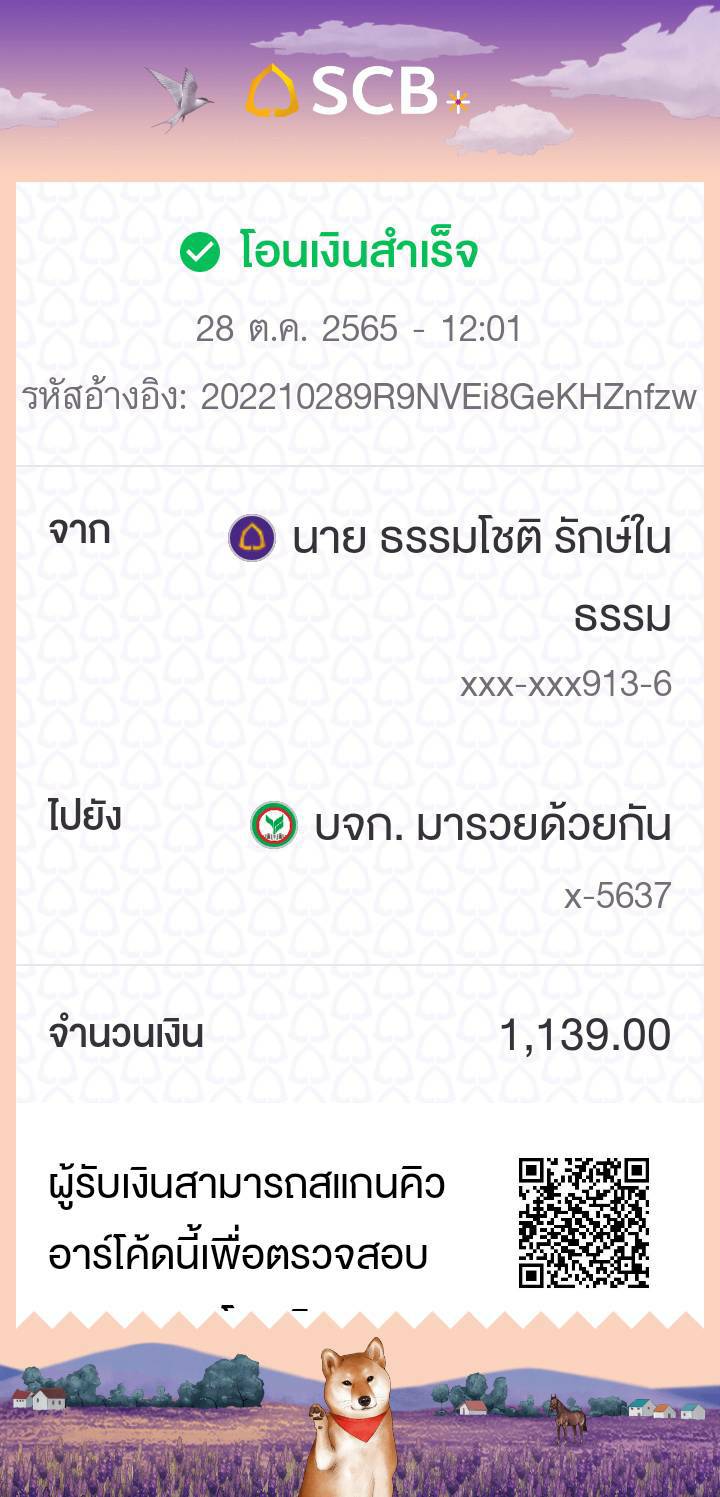 SCB
โอนเงินสำเร็จ
28 ต.ค. 2565 - 12:01
รหัสอ้างอิง: 202210289R9NVEi8GeKHZnfzw
จาก
นาย ธรรมโชติ รักษ์ใน
ธรรม
xxx-xxx913-6
ไปยัง
บจก. มารวยด้วยกัน
x-5637
จำนวนเงิน
1,139.00
ผู้รับเงินสามารถสแกนคิว
อาร์โค้ดนี้เพื่อตรวจสอบ